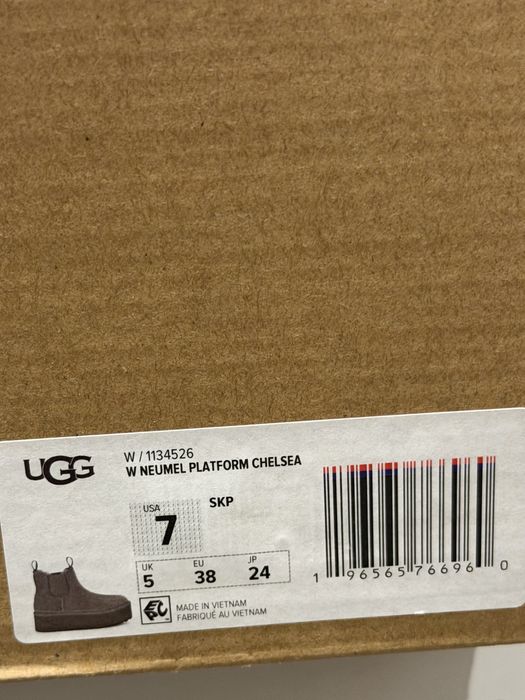 UGG
W / 1134526
W NEUMEL PLATFORM CHELSEA
USA
7
SKP
UK EU JP
5 38 24
MADE IN VIETNAM
FABRIQUÉ AU VIETNAM
1 96565 76696 0